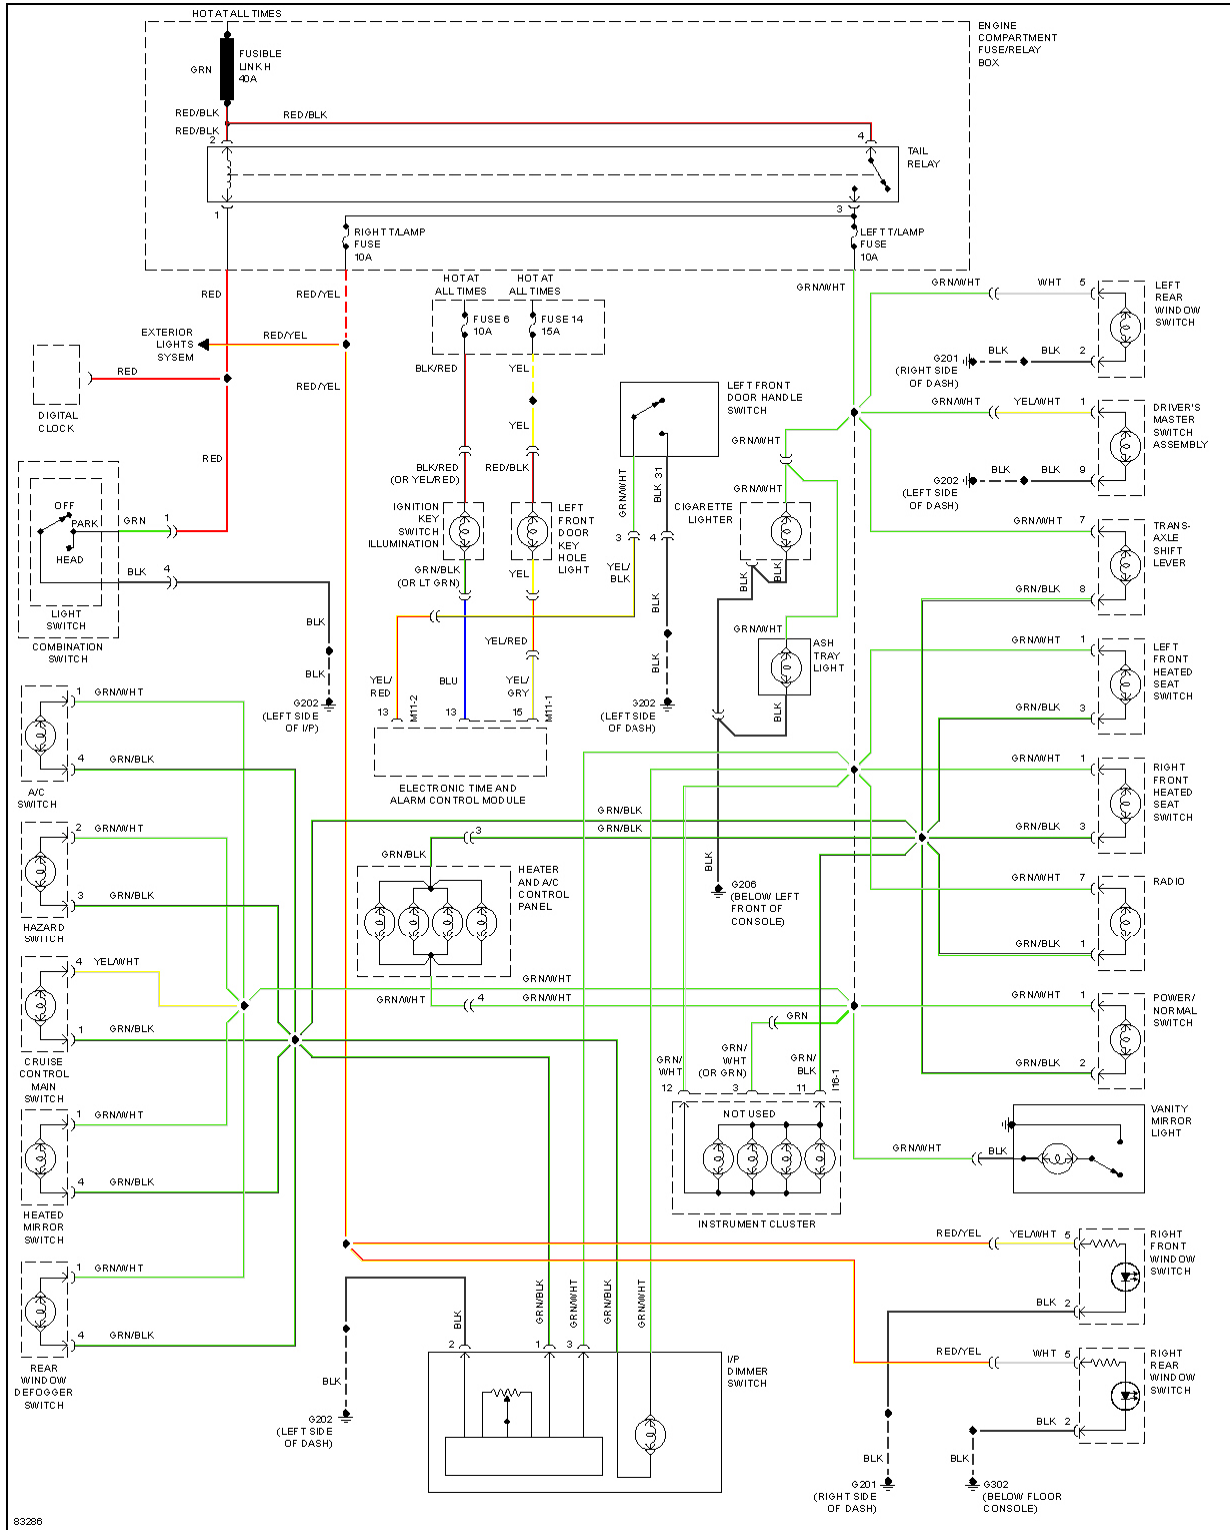 HOT AT ALL TIMES
ENGINE
COMPARTMENT
FUSE/RELAY
BOX
FUSIBLE
LINK H
40A
GRN
RED/BLK
RED/BLK
RED/BLK
2
4
TAIL
RELAY
1
3
RIGHT T/LAMP
FUSE
10A
LEFT T/LAMP
FUSE
10A
RED
RED/YEL
HOT AT
ALL TIMES
HOT AT
ALL TIMES
GRN/WHT
FUSE 6
10A
FUSE 14
15A
EXTERIOR
LIGHTS
SYSEM
RED/YEL
RED
DIGITAL
CLOCK
RED/YEL
BLK/RED
YEL
YEL
RED
BLK/RED
(OR YEL/RED)
RED/BLK
LEFT FRONT
DOOR HANDLE
SWITCH
GRN/WHT
BLK 31
3
4
YEL/
BLK
BLK
BLK
G202
(LEFT SIDE
OF DASH)
OFF
PARK
HEAD
GRN
1
BLK
4
LIGHT
SWITCH
COMBINATION
SWITCH
BLK
BLK
G202
(LEFT SIDE
OF I/P)
IGNITION
KEY
SWITCH
ILLUMINATION
LEFT
FRONT
DOOR
KEY
HOLE
LIGHT
GRN/BLK
(OR LT GRN)
YEL
YEL/RED
YEL/
RED
BLU
YEL/
GRY
13
M11-2
13
15
M11-1
ELECTRONIC TIME AND
ALARM CONTROL MODULE
GRN/WHT
GRN/WHT
CIGARETTE
LIGHTER
BLK
BLK
GRN/WHT
ASH
TRAY
LIGHT
BLK
BLK
G206
(BELOW LEFT
FRONT OF
CONSOLE)
GRN/WHT
WHT
5
LEFT
REAR
WINDOW
SWITCH
G201
(RIGHT SIDE
OF DASH)
BLK
BLK
2
GRN/WHT
YEL/WHT
1
DRIVER'S
MASTER
SWITCH
ASSEMBLY
G202
(LEFT SIDE
OF DASH)
BLK
BLK
9
GRN/WHT
7
TRANS-
AXLE
SHIFT
LEVER
GRN/BLK
8
GRN/WHT
1
LEFT
FRONT
HEATED
SEAT
SWITCH
GRN/BLK
3
GRN/WHT
1
RIGHT
FRONT
HEATED
SEAT
SWITCH
GRN/BLK
3
GRN/WHT
7
RADIO
GRN/BLK
1
GRN/WHT
1
POWER/
NORMAL
SWITCH
GRN/BLK
2
1
GRN/WHT
4
GRN/BLK
A/C
SWITCH
2
GRN/WHT
3
GRN/BLK
HAZARD
SWITCH
4
YEL/WHT
1
GRN/BLK
CRUISE
CONTROL
MAIN
SWITCH
1
GRN/WHT
4
GRN/BLK
HEATED
MIRROR
SWITCH
1
GRN/WHT
4
GRN/BLK
REAR
WINDOW
DEFOGGER
SWITCH
GRN/BLK
GRN/BLK
3
GRN/BLK
HEATER
AND A/C
CONTROL
PANEL
GRN/WHT
GRN/WHT
4
GRN/WHT
GRN
GRN/
WHT
GRN/
WHT
(OR GRN)
GRN/
BLK
12
3
11
I16-1
NOT USED
INSTRUMENT CLUSTER
GRN/WHT
BLK
VANITY
MIRROR
LIGHT
RED/YEL
YEL/WHT
5
RIGHT
FRONT
WINDOW
SWITCH
BLK
2
RED/YEL
WHT
5
RIGHT
REAR
WINDOW
SWITCH
BLK
2
BLK
BLK
G201
(RIGHT SIDE
OF DASH)
G302
(BELOW FLOOR
CONSOLE)
BLK
GRN/BLK
GRN/WHT
GRN/BLK
GRN/WHT
2
1
3
I/P
DIMMER
SWITCH
BLK
G202
(LEFT SIDE
OF DASH)
83286